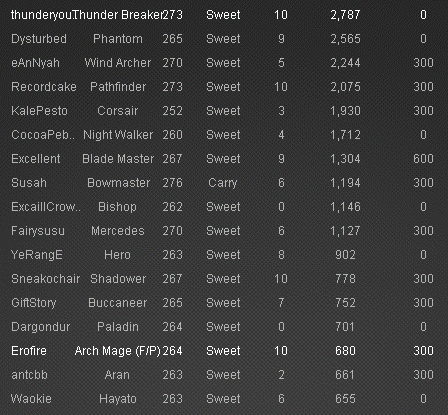 thunderyouThunder Breaker273 Sweet 10 2,787 0
Dysturbed Phantom 265 Sweet 9 2,565 0
eAnNyah Wind Archer 270 Sweet 5 2,244 300
Recordcake Pathfinder 273 Sweet 10 2,075 300
KalePesto Corsair 252 Sweet 3 1,930 300
CocoaPeb.. Night Walker 260 Sweet 4 1,712 0
Excellent Blade Master 267 Sweet 9 1,304 600
Susah Bowmaster 276 Carry 6 1,194 300
ExcaillCrow.. Bishop 262 Sweet 0 1,146 0
Fairysusu Mercedes 270 Sweet 6 1,127 300
YeRangE Hero 263 Sweet 8 902 0
Sneakochair Shadower 267 Sweet 10 778 300
GiftStory Buccaneer 265 Sweet 7 752 300
Dargondur Paladin 264 Sweet 0 701 0
Erofire Arch Mage (F/P) 264 Sweet 10 680 300
antcbb Aran 263 Sweet 2 661 300
Waokie Hayato 263 Sweet 6 655 0